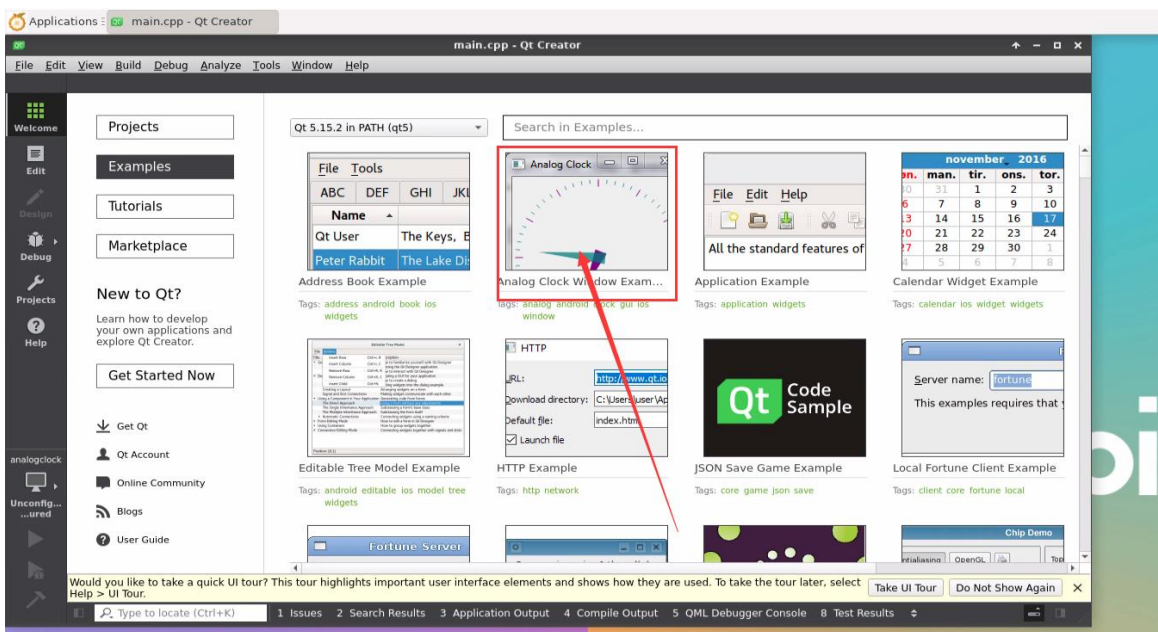 Applications
main.cpp - Qt Creator
main.cpp - Qt Creator
File Edit View Build Debug Analyze Tools Window Help
Welcome
Edit
Design
Debug
Projects
Help
analogclock
Unconfig...
...ured
Projects
Examples
Tutorials
Marketplace
New to Qt?
Learn how to develop
your own applications and
explore Qt Creator.
Get Started Now
Get Qt
Qt Account
Online Community
Blogs
User Guide
Qt 5.15.2 in PATH (qt5)
Search in Examples...
File Tools
ABC DEF GHI JKL
Name
Qt User The Keys, B
Peter Rabbit The Lake Di
Address Book Example
Tags: address android book ios
widgets
Analog Clock
Analog Clock Window Exam...
Tags: analog android clock gui ios
window
File Edit Help
All the standard features of
Application Example
Tags: application widgets
november 2016
on. man. tir. ons. tor.
30 31 1 2 3
6 7 8 9 10
13 14 15 16 17
20 21 22 23 24
27 28 29 30 1
4 5 6 7 8
Calendar Widget Example
Tags: calendar ios widget widgets
Editable Tree Model Example
Tags: android editable ios model tree
widgets
HTTP
URL: http://www.qt.io
Download directory: C:\Users\user\Ap
Default file: index.html
Launch file
HTTP Example
Tags: http network
Qt Code
Sample
JSON Save Game Example
Tags: core game json save
Server name: fortune
This examples requires that y
Local Fortune Client Example
Tags: client core fortune local
Fortune Server
Chip Demo
OpenGL
Top
Would you like to take a quick UI tour? This tour highlights important user interface elements and shows how they are used. To take the tour later, select
Help > UI Tour.
Take UI Tour Do Not Show Again
Type to locate (Ctrl+K)
1 Issues 2 Search Results 3 Application Output 4 Compile Output 5 QML Debugger Console 8 Test Results
pi